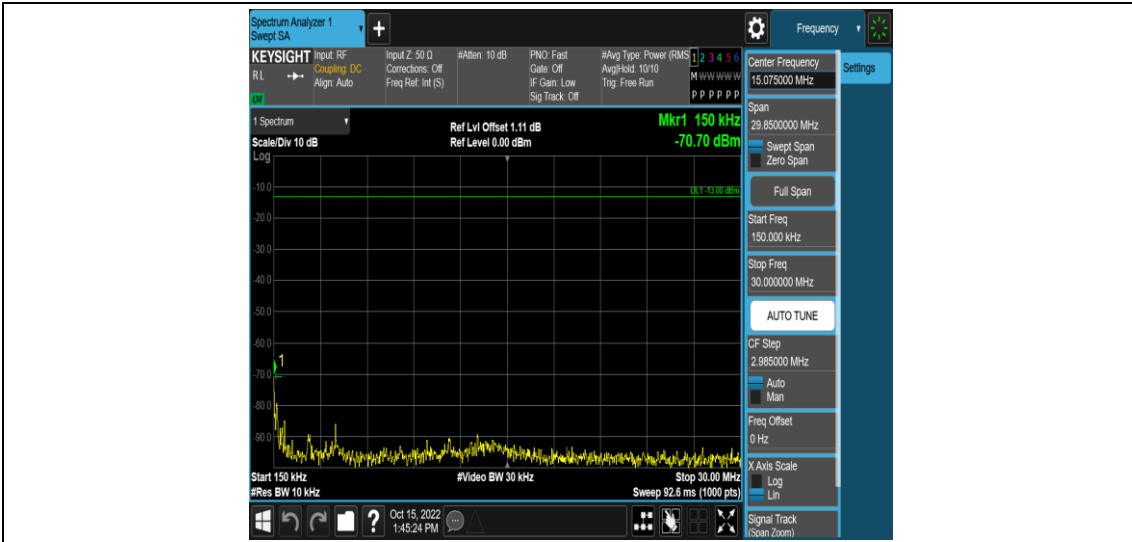 Spectrum Analyzer 1
Swept SA
+
Frequency
KEYSIGHT
RL
Input: RF
Coupling: DC
Align: Auto
Input Z: 50 Ω
Corrections: Off
Freq Ref: Int (S)
#Atten: 10 dB
PNO: Fast
Gate: Off
IF Gain: Low
Sig Track: Off
#Avg Type: Power (RMS
Avg|Hold: 10/10
Trig: Free Run
1 2 3 4 5 6
M W W W W W
P P P P P P
1 Spectrum
Scale/Div 10 dB
Log
Ref Lvl Offset 1.11 dB
Ref Level 0.00 dBm
Mkr1 150 kHz
-70.70 dBm
DL1 -13.00 dBm
-10.0
-20.0
-30.0
-40.0
-50.0
-60.0
1
-70.0
-80.0
-90.0
Start 150 kHz
#Res BW 10 kHz
#Video BW 30 kHz
Stop 30.00 MHz
Sweep 92.6 ms (1000 pts)
?
Oct 15, 2022
1:45:24 PM
Center Frequency
15.075000 MHz
Settings
Span
29.8500000 MHz
Swept Span
Zero Span
Full Span
Start Freq
150.000 kHz
Stop Freq
30.000000 MHz
AUTO TUNE
CF Step
2.985000 MHz
Auto
Man
Freq Offset
0 Hz
X Axis Scale
Log
Lin
Signal Track
(Span Zoom)